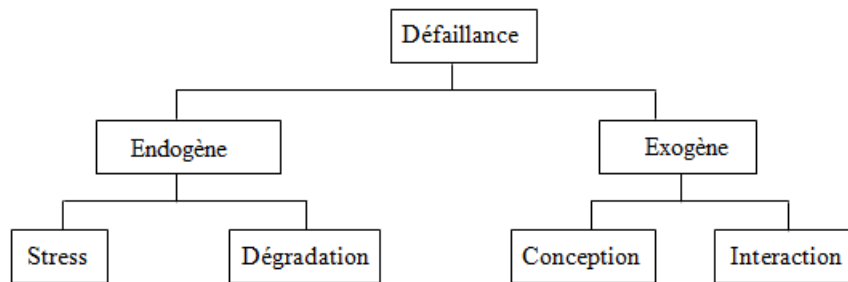 Défaillance
Endogène
Exogène
Stress
Dégradation
Conception
Interaction